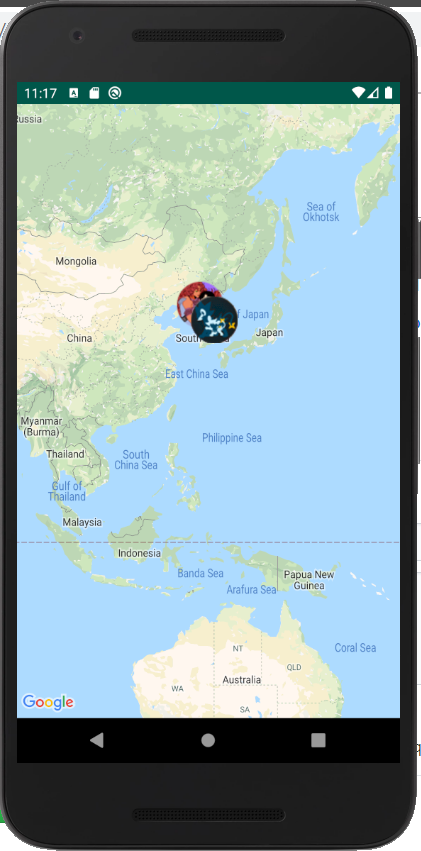 11:17
Russia
Sea of
Okhotsk
Mongolia
of Japan
Japan
China
South
East China Sea
Philippine Sea
Myanmar
(Burma)
Thailand
South
China Sea
Gulf of
Thailand
Malaysia
Indonesia
Banda Sea
Papua New
Guinea
Arafura Sea
Coral Sea
NT
QLD
Australia
WA
SA
Google